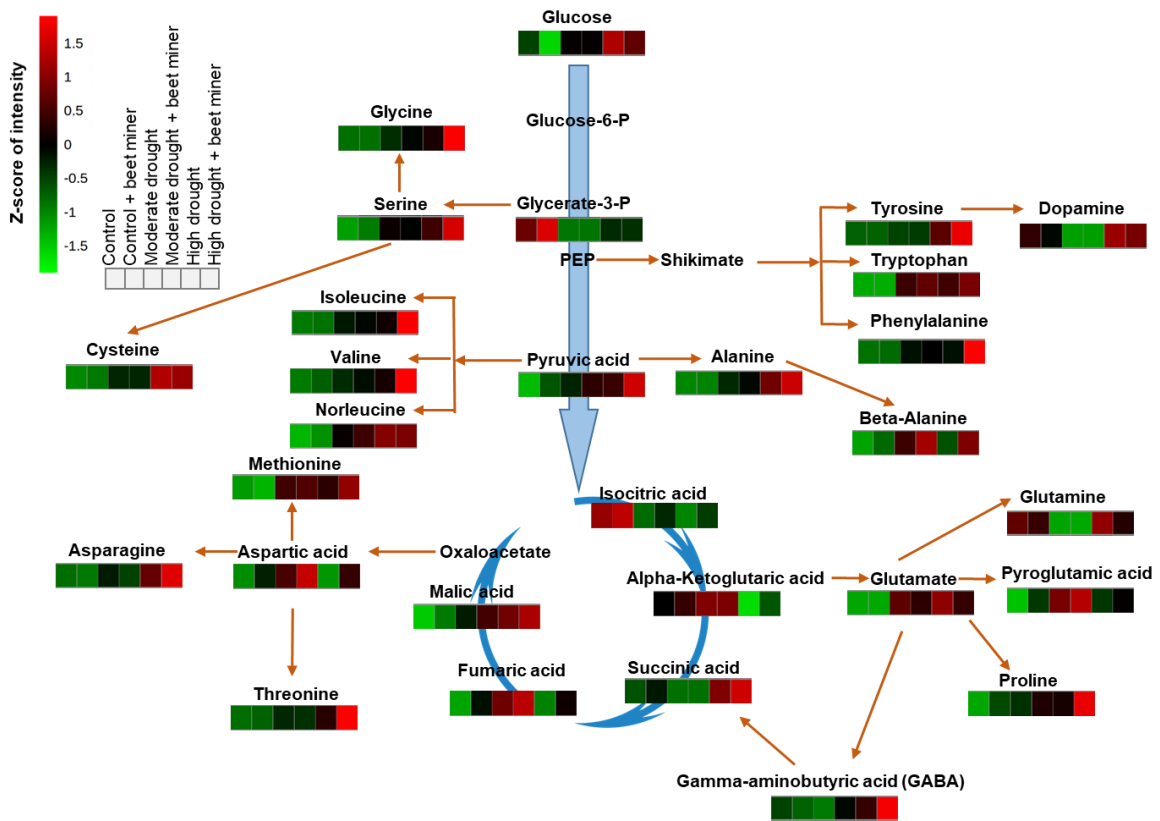 Glucose
Z-score of intensity
1.5
1
0.5
0
-0.5
-1
-1.5
Control
Control + beet miner
Moderate drought
Moderate drought + beet miner
High drought
High drought + beet miner
Glucose-6-P
Glycine
Serine
Glycerate-3-P
Tyrosine
Dopamine
PEP
Shikimate
Tryptophan
Isoleucine
Phenylalanine
Cysteine
Valine
Pyruvic acid
Alanine
Norleucine
Beta-Alanine
Methionine
Isocitric acid
Glutamine
Asparagine
Aspartic acid
Oxaloacetate
Alpha-Ketoglutaric acid
Glutamate
Pyroglutamic acid
Malic acid
Fumaric acid
Succinic acid
Proline
Threonine
Gamma-aminobutyric acid (GABA)